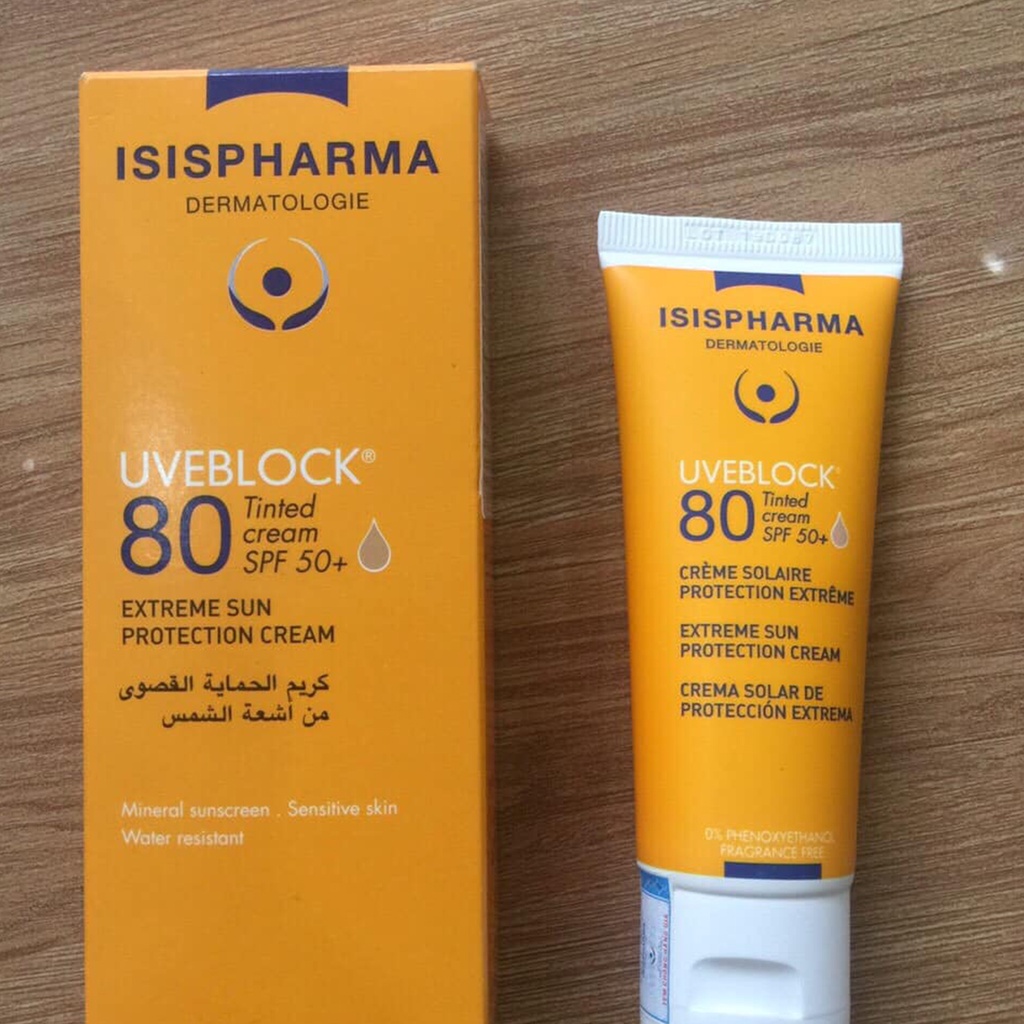 ISISPHARMA
DERMATOLOGIE
UVEBLOCK®
80 Tinted
cream
SPF 50+
EXTREME SUN
PROTECTION CREAM
كريم الحماية القصوى
من أشعة الشمس
Mineral sunscreen . Sensitive skin
Water resistant
ISISPHARMA
DERMATOLOGIE
UVEBLOCK®
80 Tinted
cream
SPF 50+
CRÈME SOLAIRE
PROTECTION EXTRÊME
EXTREME SUN
PROTECTION CREAM
CREMA SOLAR DE
PROTECCIÓN EXTREMA
0% PHENOXYETHANOL
FRAGRANCE FREE